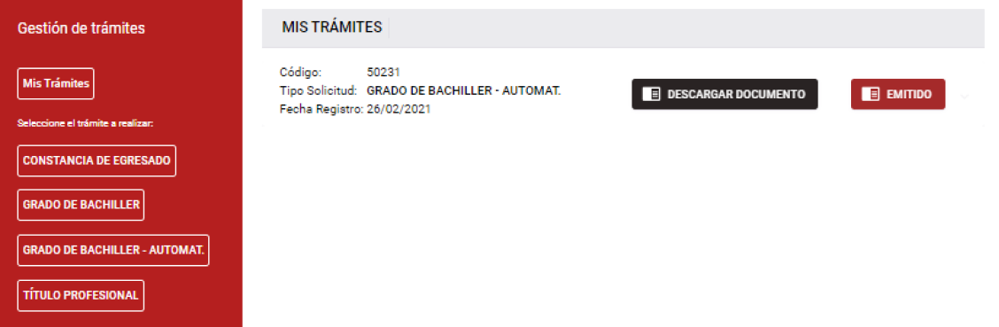 Gestión de trámites
Mis Trámites
Seleccione el trámite a realizar:
CONSTANCIA DE EGRESADO
GRADO DE BACHILLER
GRADO DE BACHILLER - AUTOMAT.
TÍTULO PROFESIONAL
MIS TRÁMITES
Código: 50231
Tipo Solicitud: GRADO DE BACHILLER - AUTOMAT.
Fecha Registro: 26/02/2021
DESCARGAR DOCUMENTO
EMITIDO